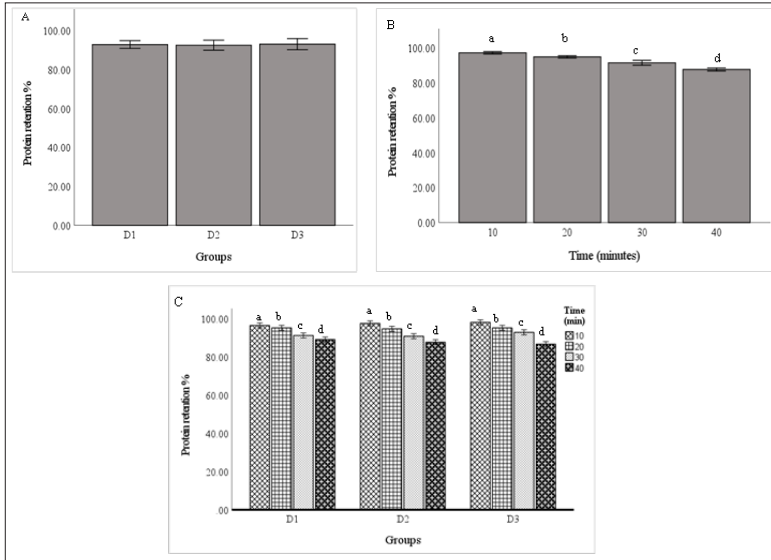 A
100.00
80.00
60.00
40.00
20.00
0.00
Protein retention %
D1 D2 D3
Groups
B
100.00
80.00
60.00
40.00
20.00
0.00
Protein retention %
a b c d
10 20 30 40
Time (minutes)
C
100.00
80.00
60.00
40.00
20.00
.00
Protein retention %
a b c d a b c d a b c d
D1 D2 D3
Groups
Time
(min)
10
20
30
40